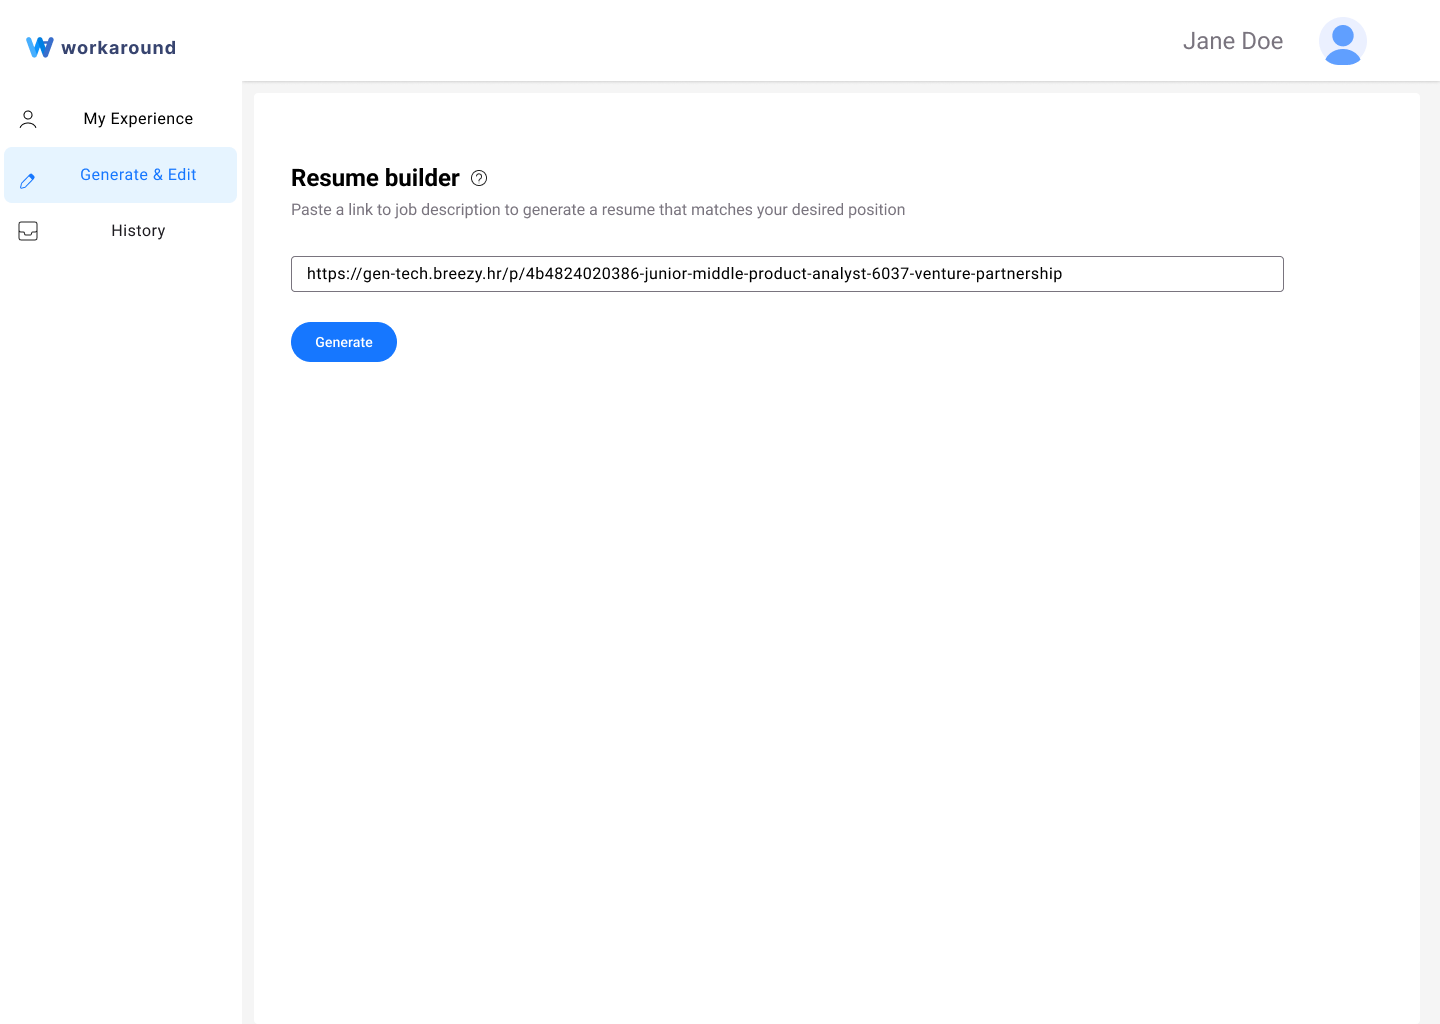 workaround
Jane Doe
My Experience
Generate & Edit
History
Resume builder
Paste a link to job description to generate a resume that matches your desired position
https://gen-tech.breezy.hr/p/4b4824020386-junior-middle-product-analyst-6037-venture-partnership
Generate